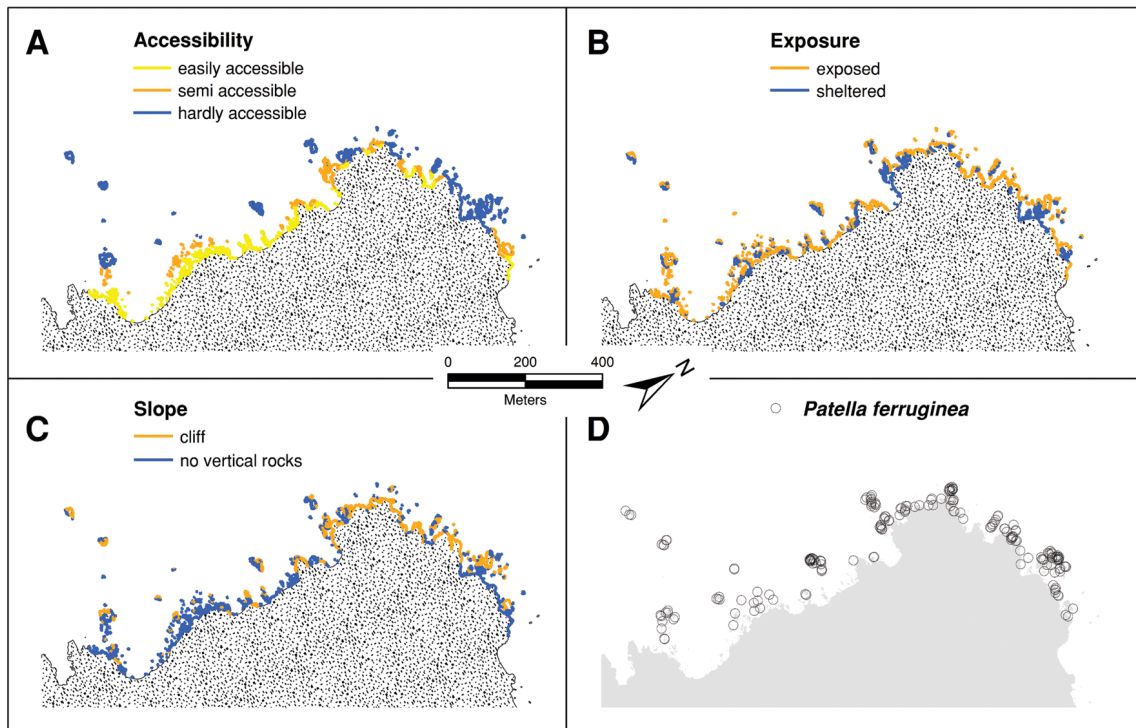 A
Accessibility
easily accessible
semi accessible
hardly accessible
B
Exposure
exposed
sheltered
0 200 400
Meters
N
C
Slope
cliff
no vertical rocks
D
Patella ferruginea